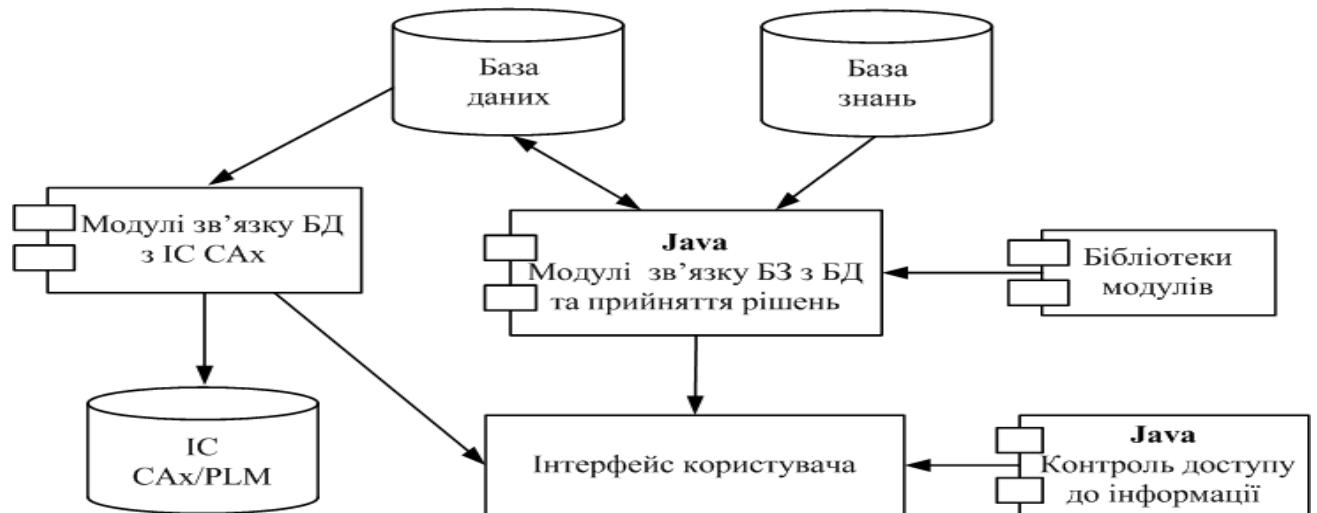 База
даних
База
знань
Модулі зв’язку БД
з ІС САх
Java
Модулі зв’язку БЗ з БД
та прийняття рішень
Бібліотеки
модулів
ІС
САх/PLM
Інтерфейс користувача
Java
Контроль доступу
до інформації